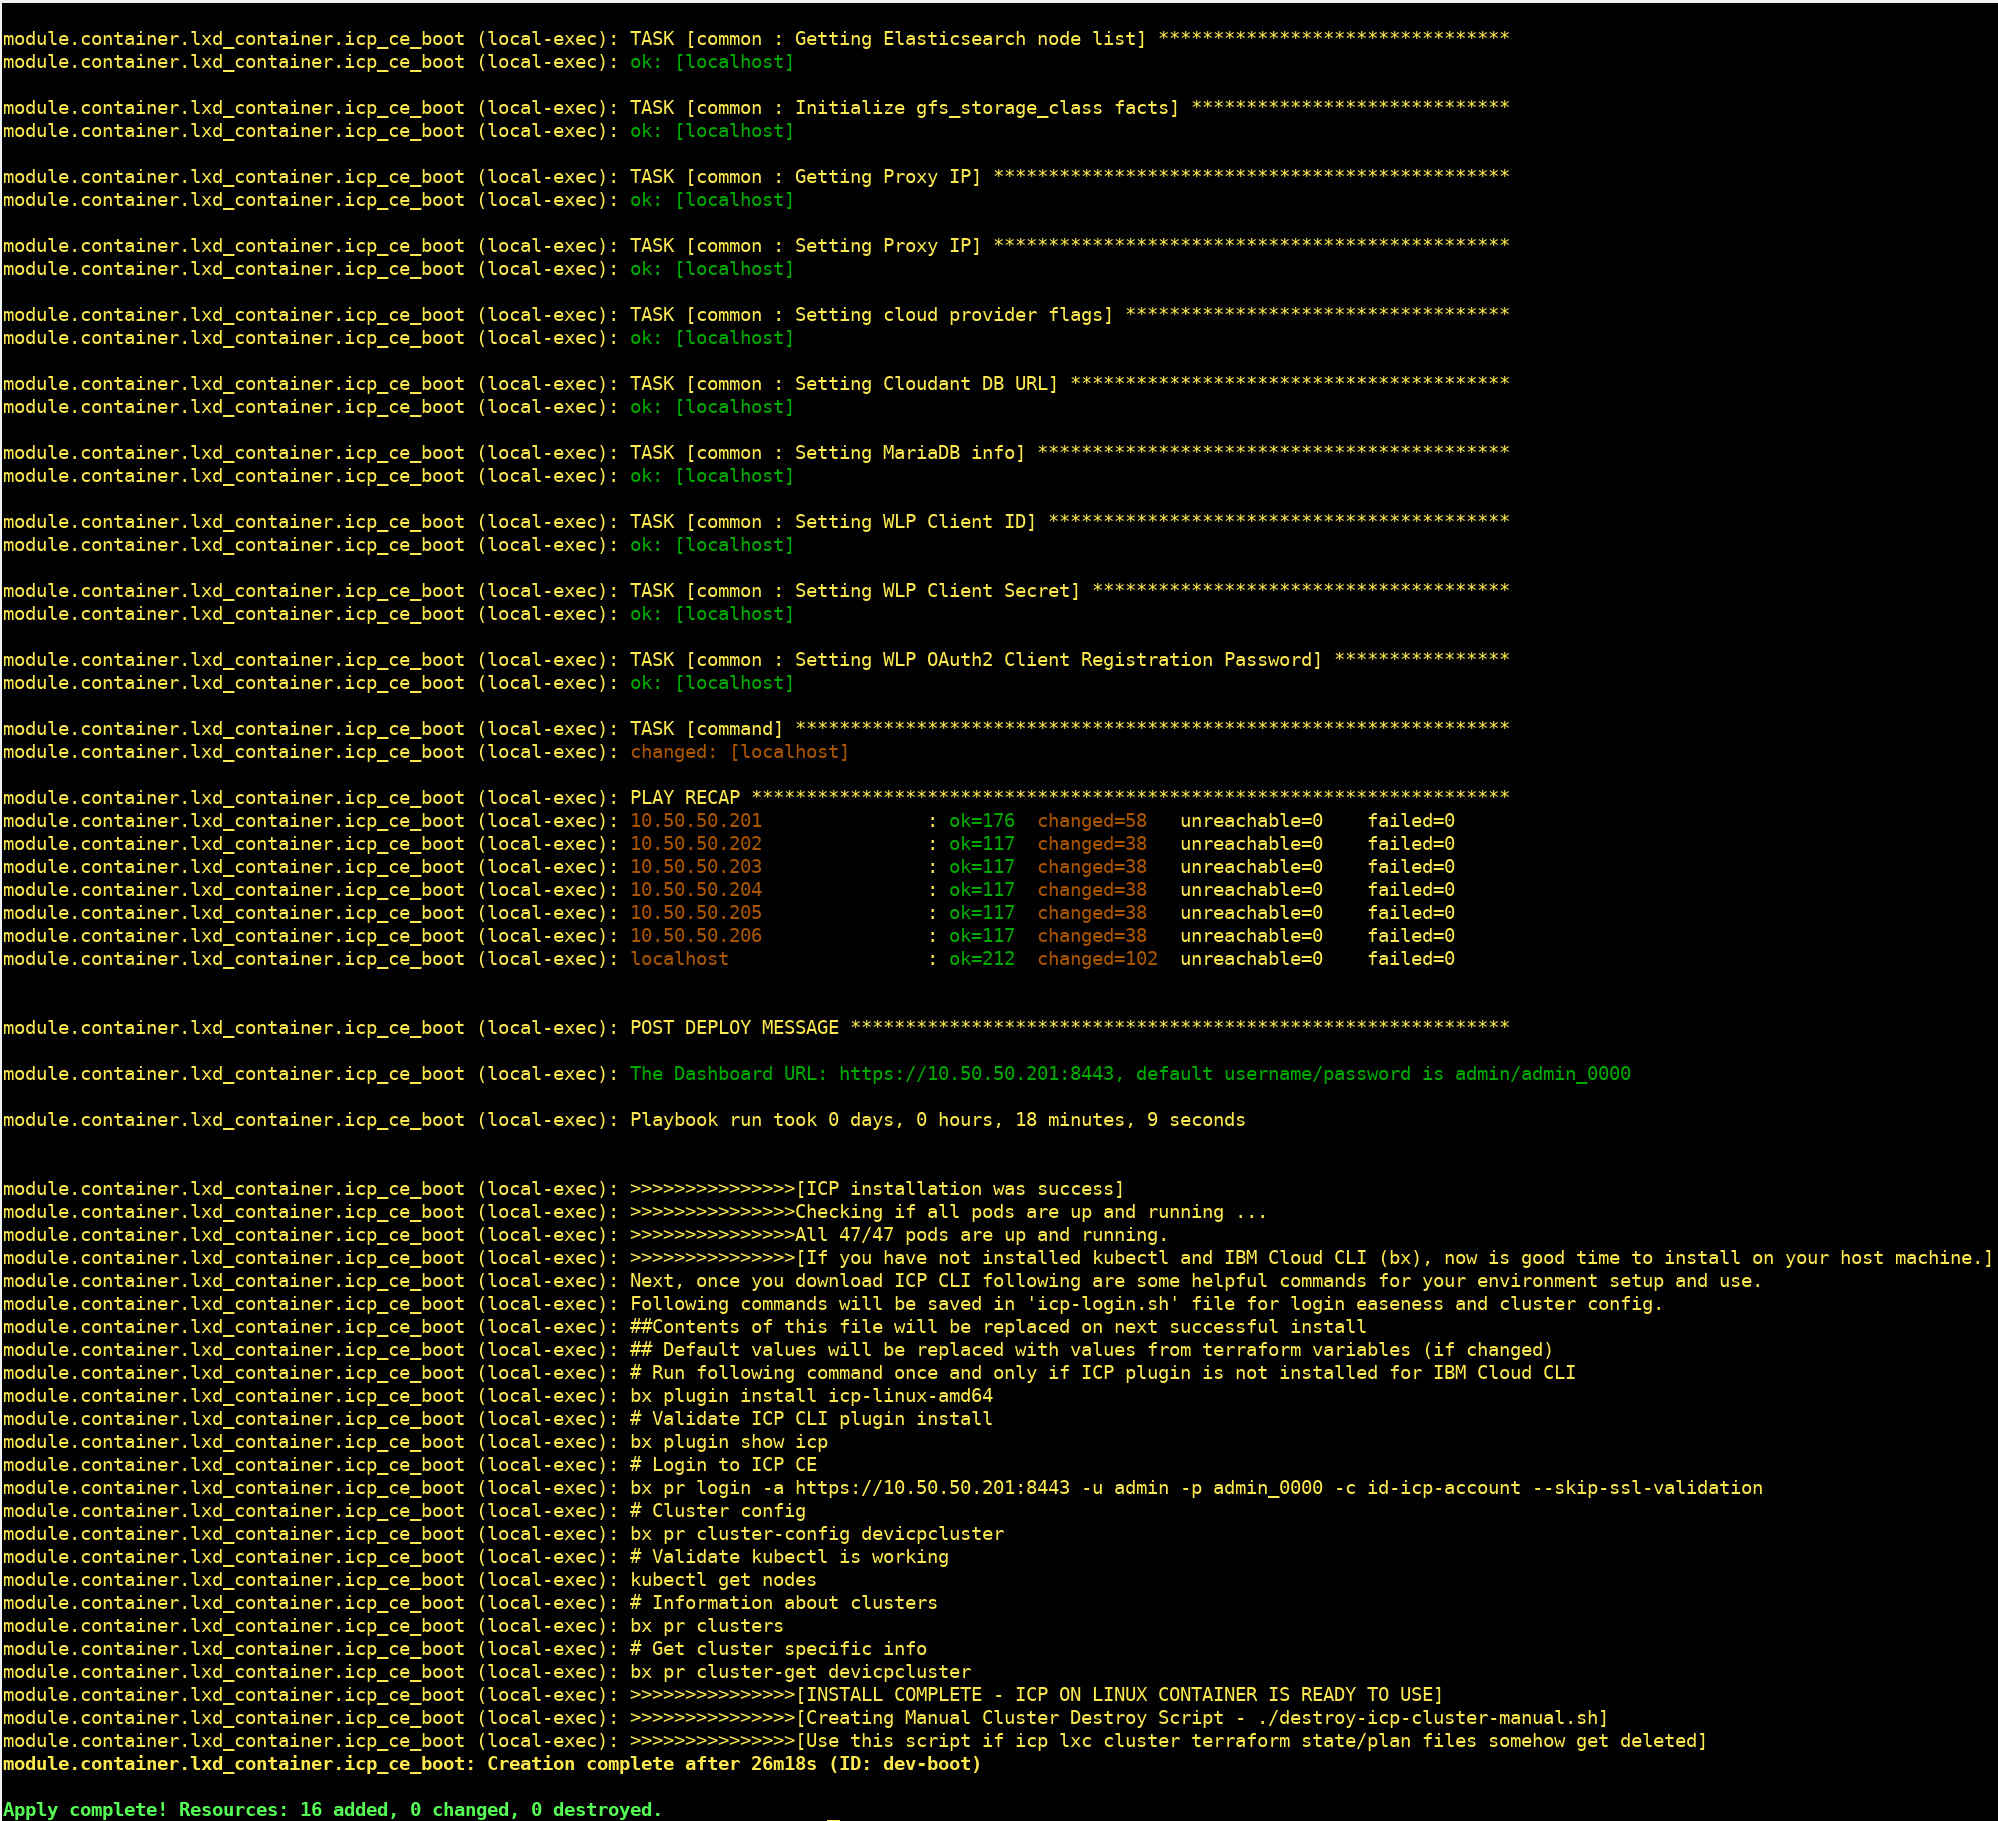 module.container.lxd_container.icp_ce_boot (local-exec): TASK [common : Getting Elasticsearch node list] ********************************
module.container.lxd_container.icp_ce_boot (local-exec): ok: [localhost]
module.container.lxd_container.icp_ce_boot (local-exec): TASK [common : Initialize gfs_storage_class facts] *****************************
module.container.lxd_container.icp_ce_boot (local-exec): ok: [localhost]
module.container.lxd_container.icp_ce_boot (local-exec): TASK [common : Getting Proxy IP] ***********************************************
module.container.lxd_container.icp_ce_boot (local-exec): ok: [localhost]
module.container.lxd_container.icp_ce_boot (local-exec): TASK [common : Setting Proxy IP] ***********************************************
module.container.lxd_container.icp_ce_boot (local-exec): ok: [localhost]
module.container.lxd_container.icp_ce_boot (local-exec): TASK [common : Setting cloud provider flags] ***********************************
module.container.lxd_container.icp_ce_boot (local-exec): ok: [localhost]
module.container.lxd_container.icp_ce_boot (local-exec): TASK [common : Setting Cloudant DB URL] ****************************************
module.container.lxd_container.icp_ce_boot (local-exec): ok: [localhost]
module.container.lxd_container.icp_ce_boot (local-exec): TASK [common : Setting MariaDB info] *******************************************
module.container.lxd_container.icp_ce_boot (local-exec): ok: [localhost]
module.container.lxd_container.icp_ce_boot (local-exec): TASK [common : Setting WLP Client ID] ******************************************
module.container.lxd_container.icp_ce_boot (local-exec): ok: [localhost]
module.container.lxd_container.icp_ce_boot (local-exec): TASK [common : Setting WLP Client Secret] **************************************
module.container.lxd_container.icp_ce_boot (local-exec): ok: [localhost]
module.container.lxd_container.icp_ce_boot (local-exec): TASK [common : Setting WLP OAuth2 Client Registration Password] ****************
module.container.lxd_container.icp_ce_boot (local-exec): ok: [localhost]
module.container.lxd_container.icp_ce_boot (local-exec): TASK [command] *****************************************************************
module.container.lxd_container.icp_ce_boot (local-exec): changed: [localhost]
module.container.lxd_container.icp_ce_boot (local-exec): PLAY RECAP *********************************************************************
module.container.lxd_container.icp_ce_boot (local-exec): 10.50.50.201               : ok=176  changed=58   unreachable=0    failed=0
module.container.lxd_container.icp_ce_boot (local-exec): 10.50.50.202               : ok=117  changed=38   unreachable=0    failed=0
module.container.lxd_container.icp_ce_boot (local-exec): 10.50.50.203               : ok=117  changed=38   unreachable=0    failed=0
module.container.lxd_container.icp_ce_boot (local-exec): 10.50.50.204               : ok=117  changed=38   unreachable=0    failed=0
module.container.lxd_container.icp_ce_boot (local-exec): 10.50.50.205               : ok=117  changed=38   unreachable=0    failed=0
module.container.lxd_container.icp_ce_boot (local-exec): 10.50.50.206               : ok=117  changed=38   unreachable=0    failed=0
module.container.lxd_container.icp_ce_boot (local-exec): localhost                  : ok=212  changed=102  unreachable=0    failed=0
module.container.lxd_container.icp_ce_boot (local-exec): POST DEPLOY MESSAGE ************************************************************
module.container.lxd_container.icp_ce_boot (local-exec): The Dashboard URL: https://10.50.50.201:8443, default username/password is admin/admin_0000
module.container.lxd_container.icp_ce_boot (local-exec): Playbook run took 0 days, 0 hours, 18 minutes, 9 seconds
module.container.lxd_container.icp_ce_boot (local-exec): >>>>>>>>>>>>>>>[ICP installation was success]
module.container.lxd_container.icp_ce_boot (local-exec): >>>>>>>>>>>>>>>Checking if all pods are up and running ...
module.container.lxd_container.icp_ce_boot (local-exec): >>>>>>>>>>>>>>>All 47/47 pods are up and running.
module.container.lxd_container.icp_ce_boot (local-exec): >>>>>>>>>>>>>>>[If you have not installed kubectl and IBM Cloud CLI (bx), now is good time to install on your host machine.]
module.container.lxd_container.icp_ce_boot (local-exec): Next, once you download ICP CLI following are some helpful commands for your environment setup and use.
module.container.lxd_container.icp_ce_boot (local-exec): Following commands will be saved in 'icp-login.sh' file for login easeness and cluster config.
module.container.lxd_container.icp_ce_boot (local-exec): ##Contents of this file will be replaced on next successful install
module.container.lxd_container.icp_ce_boot (local-exec): ## Default values will be replaced with values from terraform variables (if changed)
module.container.lxd_container.icp_ce_boot (local-exec): # Run following command once and only if ICP plugin is not installed for IBM Cloud CLI
module.container.lxd_container.icp_ce_boot (local-exec): bx plugin install icp-linux-amd64
module.container.lxd_container.icp_ce_boot (local-exec): # Validate ICP CLI plugin install
module.container.lxd_container.icp_ce_boot (local-exec): bx plugin show icp
module.container.lxd_container.icp_ce_boot (local-exec): # Login to ICP CE
module.container.lxd_container.icp_ce_boot (local-exec): bx pr login -a https://10.50.50.201:8443 -u admin -p admin_0000 -c id-icp-account --skip-ssl-validation
module.container.lxd_container.icp_ce_boot (local-exec): # Cluster config
module.container.lxd_container.icp_ce_boot (local-exec): bx pr cluster-config devicpcluster
module.container.lxd_container.icp_ce_boot (local-exec): # Validate kubectl is working
module.container.lxd_container.icp_ce_boot (local-exec): kubectl get nodes
module.container.lxd_container.icp_ce_boot (local-exec): # Information about clusters
module.container.lxd_container.icp_ce_boot (local-exec): bx pr clusters
module.container.lxd_container.icp_ce_boot (local-exec): # Get cluster specific info
module.container.lxd_container.icp_ce_boot (local-exec): bx pr cluster-get devicpcluster
module.container.lxd_container.icp_ce_boot (local-exec): >>>>>>>>>>>>>>>[INSTALL COMPLETE - ICP ON LINUX CONTAINER IS READY TO USE]
module.container.lxd_container.icp_ce_boot (local-exec): >>>>>>>>>>>>>>>[Creating Manual Cluster Destroy Script - ./destroy-icp-cluster-manual.sh]
module.container.lxd_container.icp_ce_boot (local-exec): >>>>>>>>>>>>>>>[Use this script if icp lxc cluster terraform state/plan files somehow get deleted]
module.container.lxd_container.icp_ce_boot: Creation complete after 26m18s (ID: dev-boot)
Apply complete! Resources: 16 added, 0 changed, 0 destroyed.